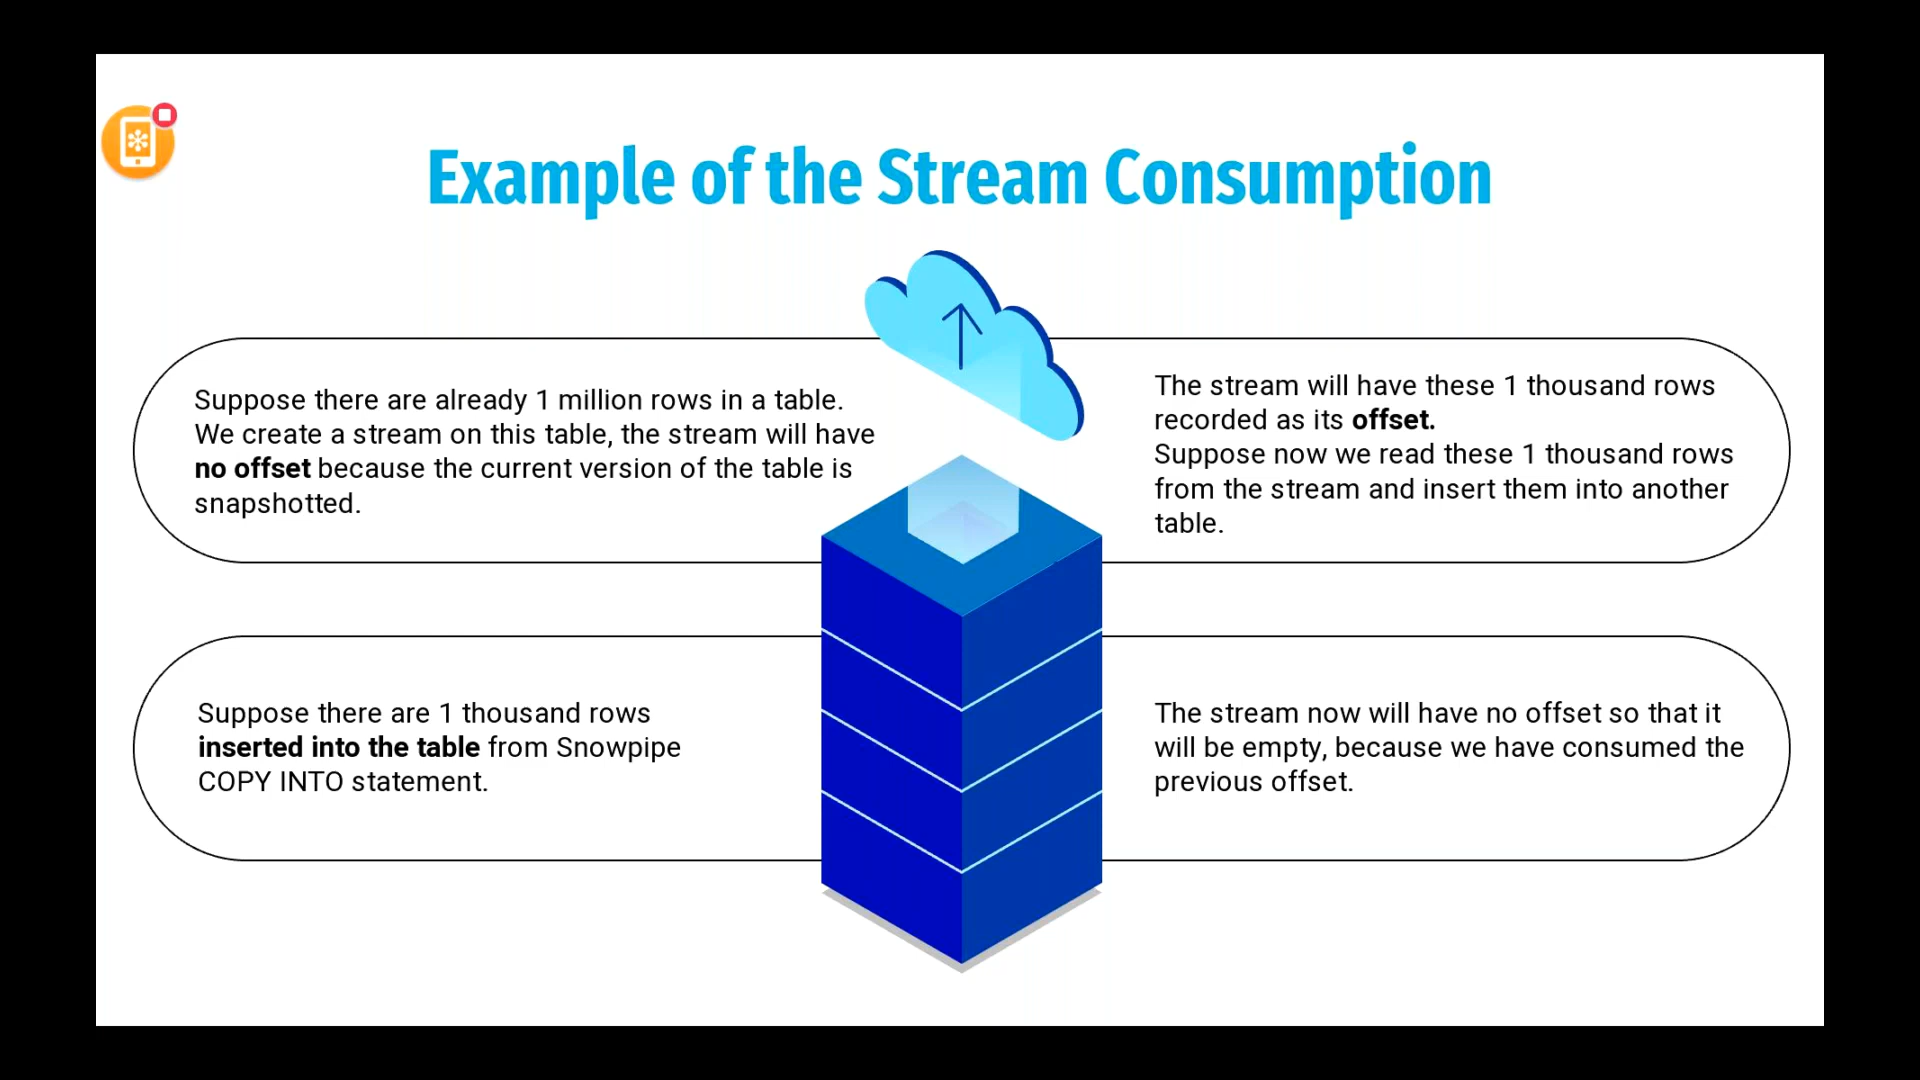 Example of the Stream Consumption
Suppose there are already 1 million rows in a table.
We create a stream on this table, the stream will have
no offset because the current version of the table is
snapshotted.
Suppose there are 1 thousand rows
inserted into the table from Snowpipe
COPY INTO statement.
The stream will have these 1 thousand rows
recorded as its offset.
Suppose now we read these 1 thousand rows
from the stream and insert them into another
table.
The stream now will have no offset so that it
will be empty, because we have consumed the
previous offset.